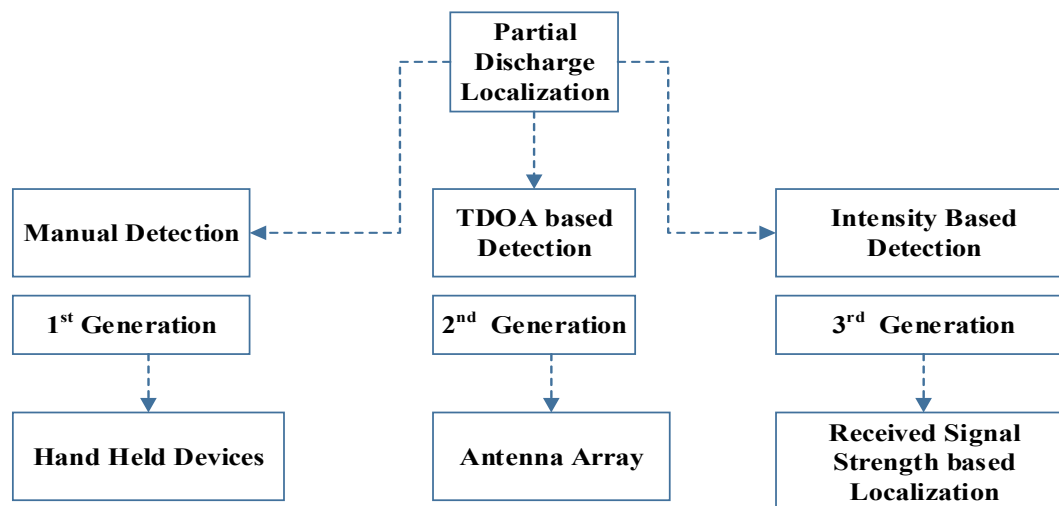 Partial
Discharge
Localization
Manual Detection
TDOA based
Detection
Intensity Based
Detection
1st Generation
2nd Generation
3rd Generation
Hand Held Devices
Antenna Array
Received Signal
Strength based
Localization